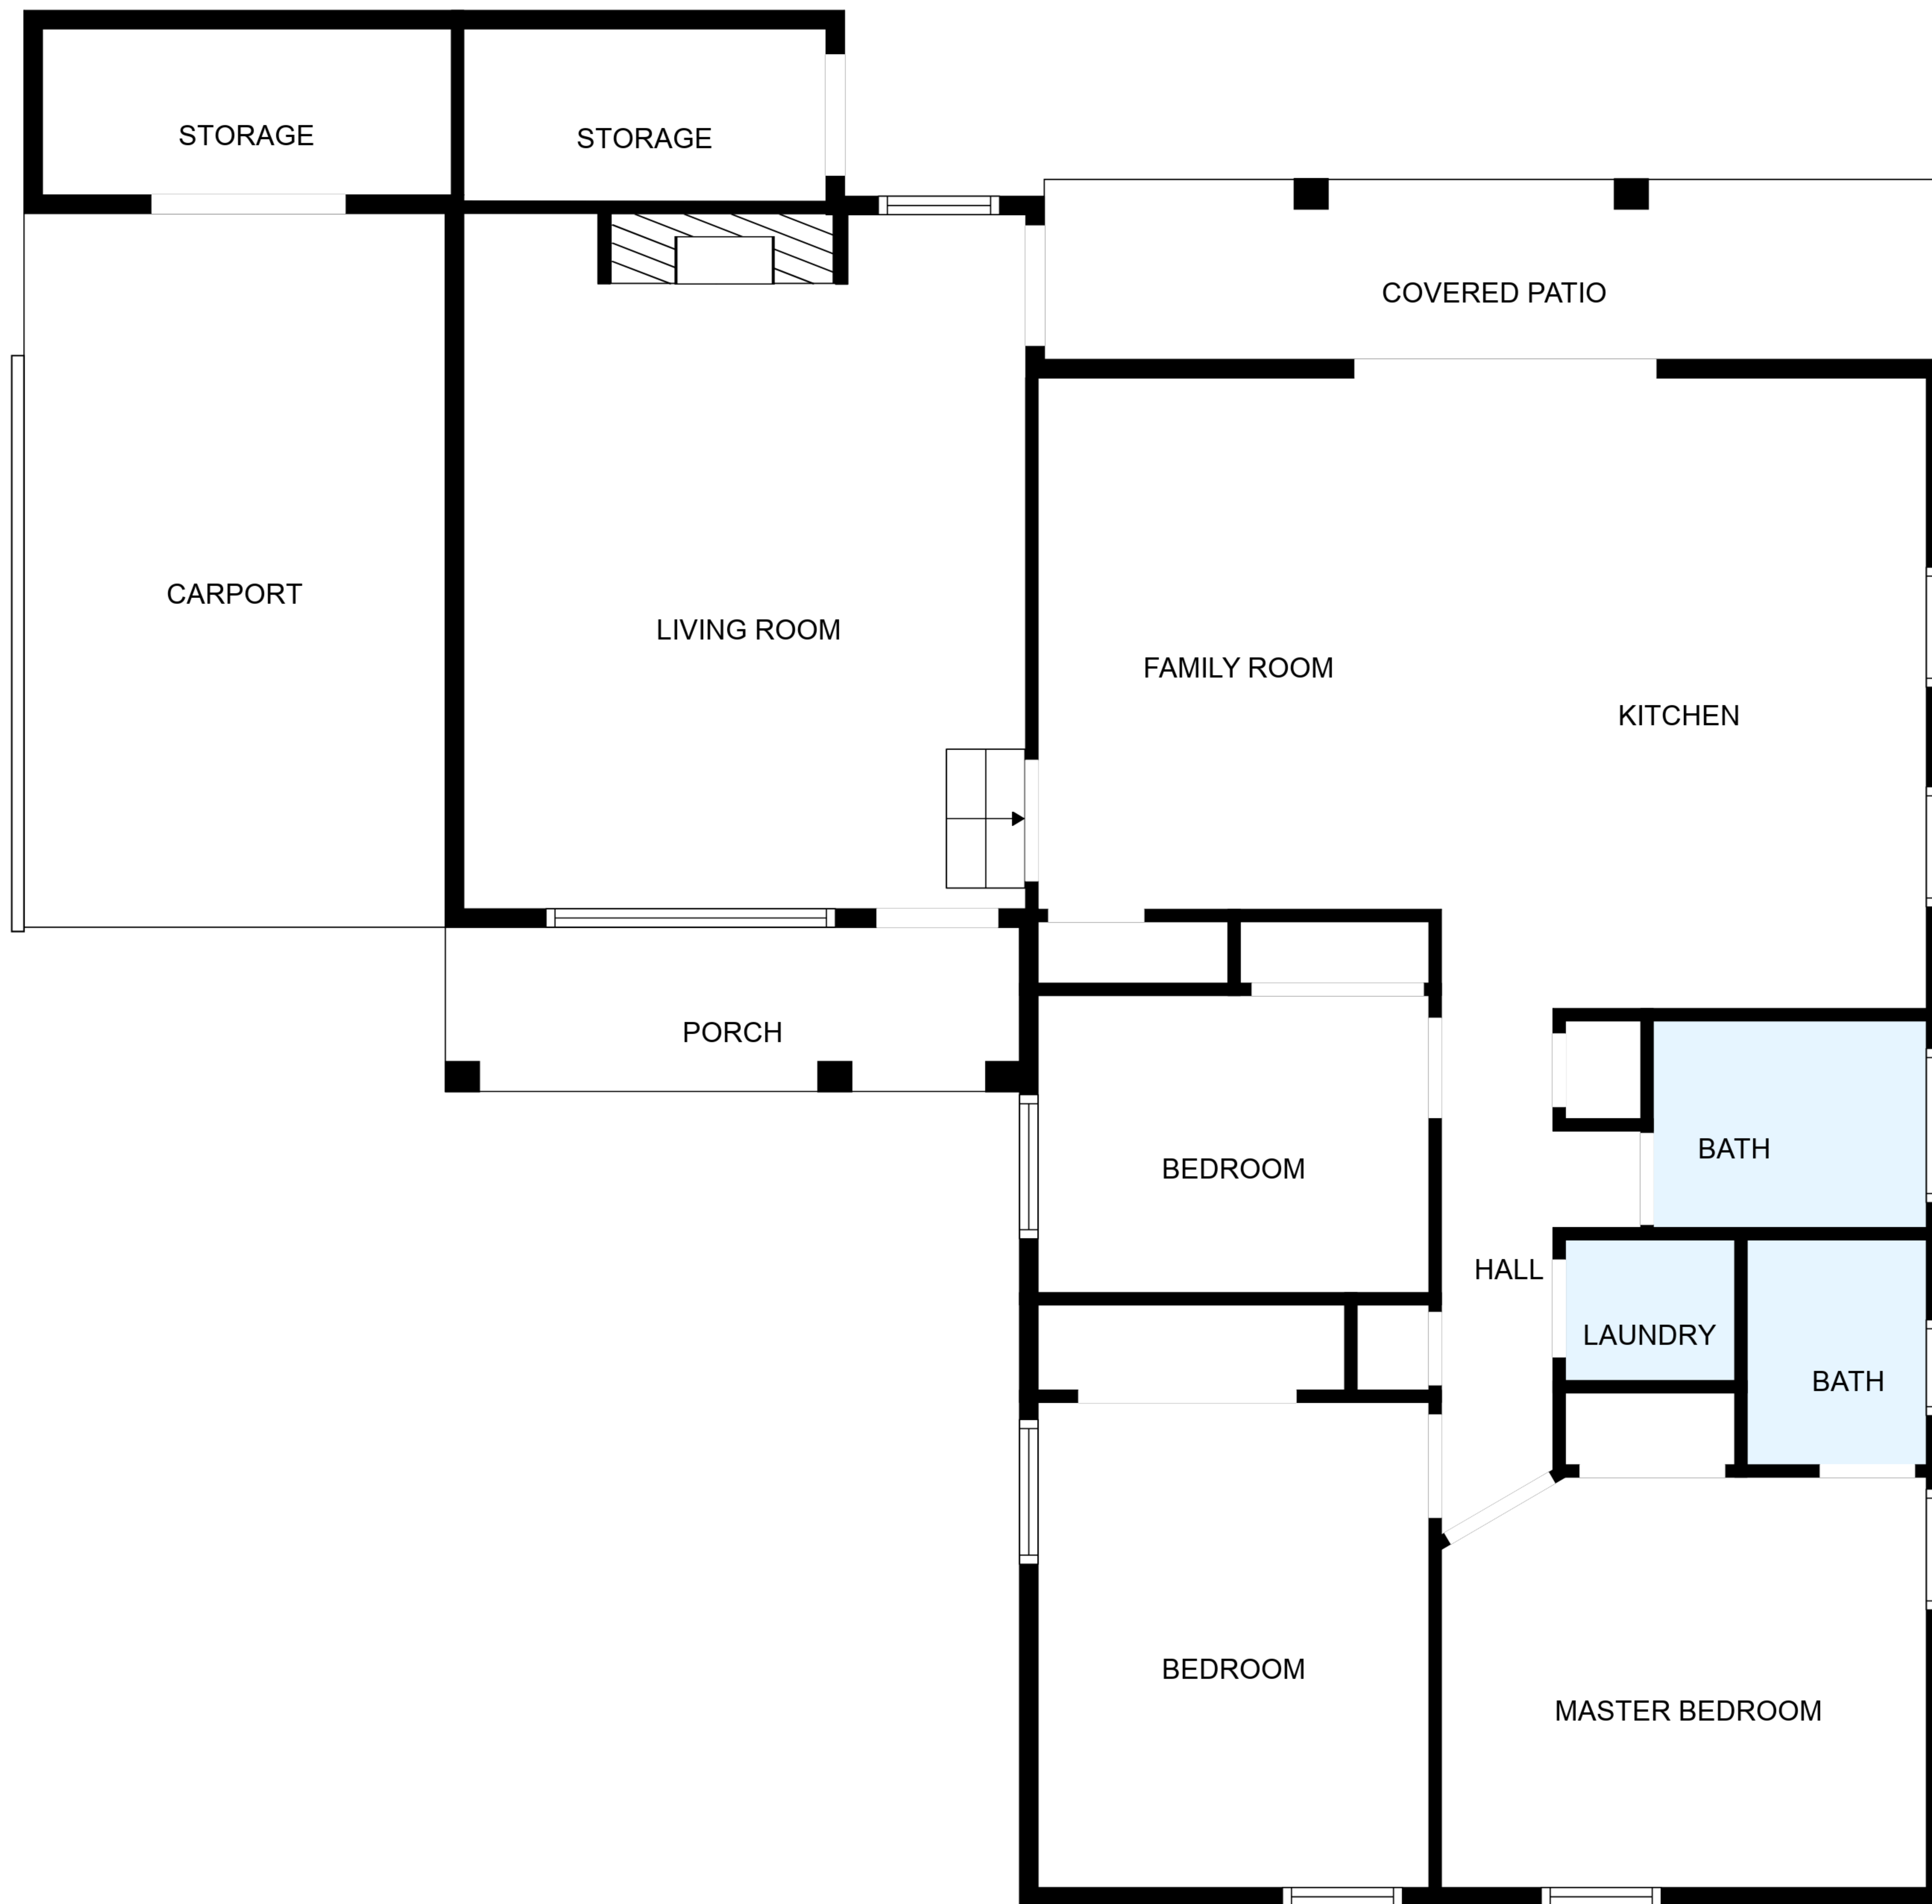 STORAGE
STORAGE
COVERED PATIO
CARPORT
LIVING ROOM
FAMILY ROOM
KITCHEN
PORCH
BATH
BEDROOM
HALL
LAUNDRY
BATH
BEDROOM
MASTER BEDROOM